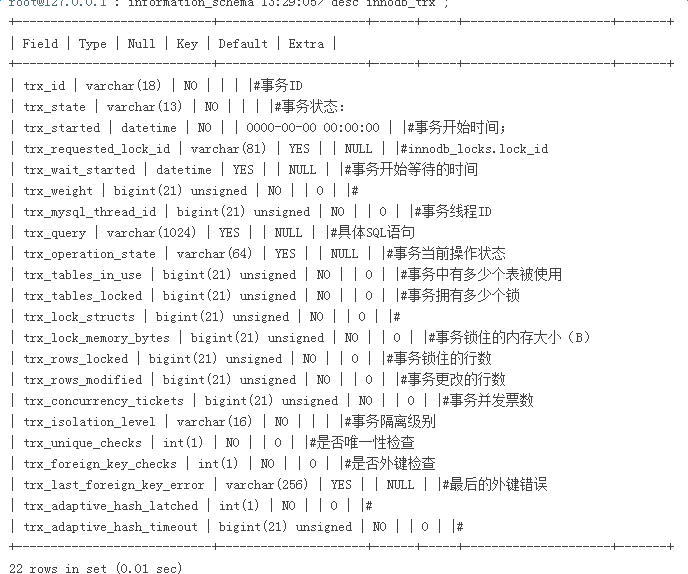 root@127.0.0.1 : information_schema 13:29:05> desc innodb_trx ;
+----------------------------+---------------------+------+-----+---------------------+-------+
| Field | Type | Null | Key | Default | Extra |
+----------------------------+---------------------+------+-----+---------------------+-------+
| trx_id | varchar(18) | NO | | | |#事务ID
| trx_state | varchar(13) | NO | | | |#事务状态:
| trx_started | datetime | NO | | 0000-00-00 00:00:00 | |#事务开始时间;
| trx_requested_lock_id | varchar(81) | YES | | NULL | |#innodb_locks.lock_id
| trx_wait_started | datetime | YES | | NULL | |#事务开始等待的时间
| trx_weight | bigint(21) unsigned | NO | | 0 | |#
| trx_mysql_thread_id | bigint(21) unsigned | NO | | 0 | |#事务线程ID
| trx_query | varchar(1024) | YES | | NULL | |#具体SQL语句
| trx_operation_state | varchar(64) | YES | | NULL | |#事务当前操作状态
| trx_tables_in_use | bigint(21) unsigned | NO | | 0 | |#事务中有多少个表被使用
| trx_tables_locked | bigint(21) unsigned | NO | | 0 | |#事务拥有多少个锁
| trx_lock_structs | bigint(21) unsigned | NO | | 0 | |#
| trx_lock_memory_bytes | bigint(21) unsigned | NO | | 0 | |#事务锁住的内存大小（B）
| trx_rows_locked | bigint(21) unsigned | NO | | 0 | |#事务锁住的行数
| trx_rows_modified | bigint(21) unsigned | NO | | 0 | |#事务更改的行数
| trx_concurrency_tickets | bigint(21) unsigned | NO | | 0 | |#事务并发票数
| trx_isolation_level | varchar(16) | NO | | | |#事务隔离级别
| trx_unique_checks | int(1) | NO | | 0 | |#是否唯一性检查
| trx_foreign_key_checks | int(1) | NO | | 0 | |#是否外键检查
| trx_last_foreign_key_error | varchar(256) | YES | | NULL | |#最后的外键错误
| trx_adaptive_hash_latched | int(1) | NO | | 0 | |#
| trx_adaptive_hash_timeout | bigint(21) unsigned | NO | | 0 | |#
+----------------------------+---------------------+------+-----+---------------------+-------+
22 rows in set (0.01 sec)